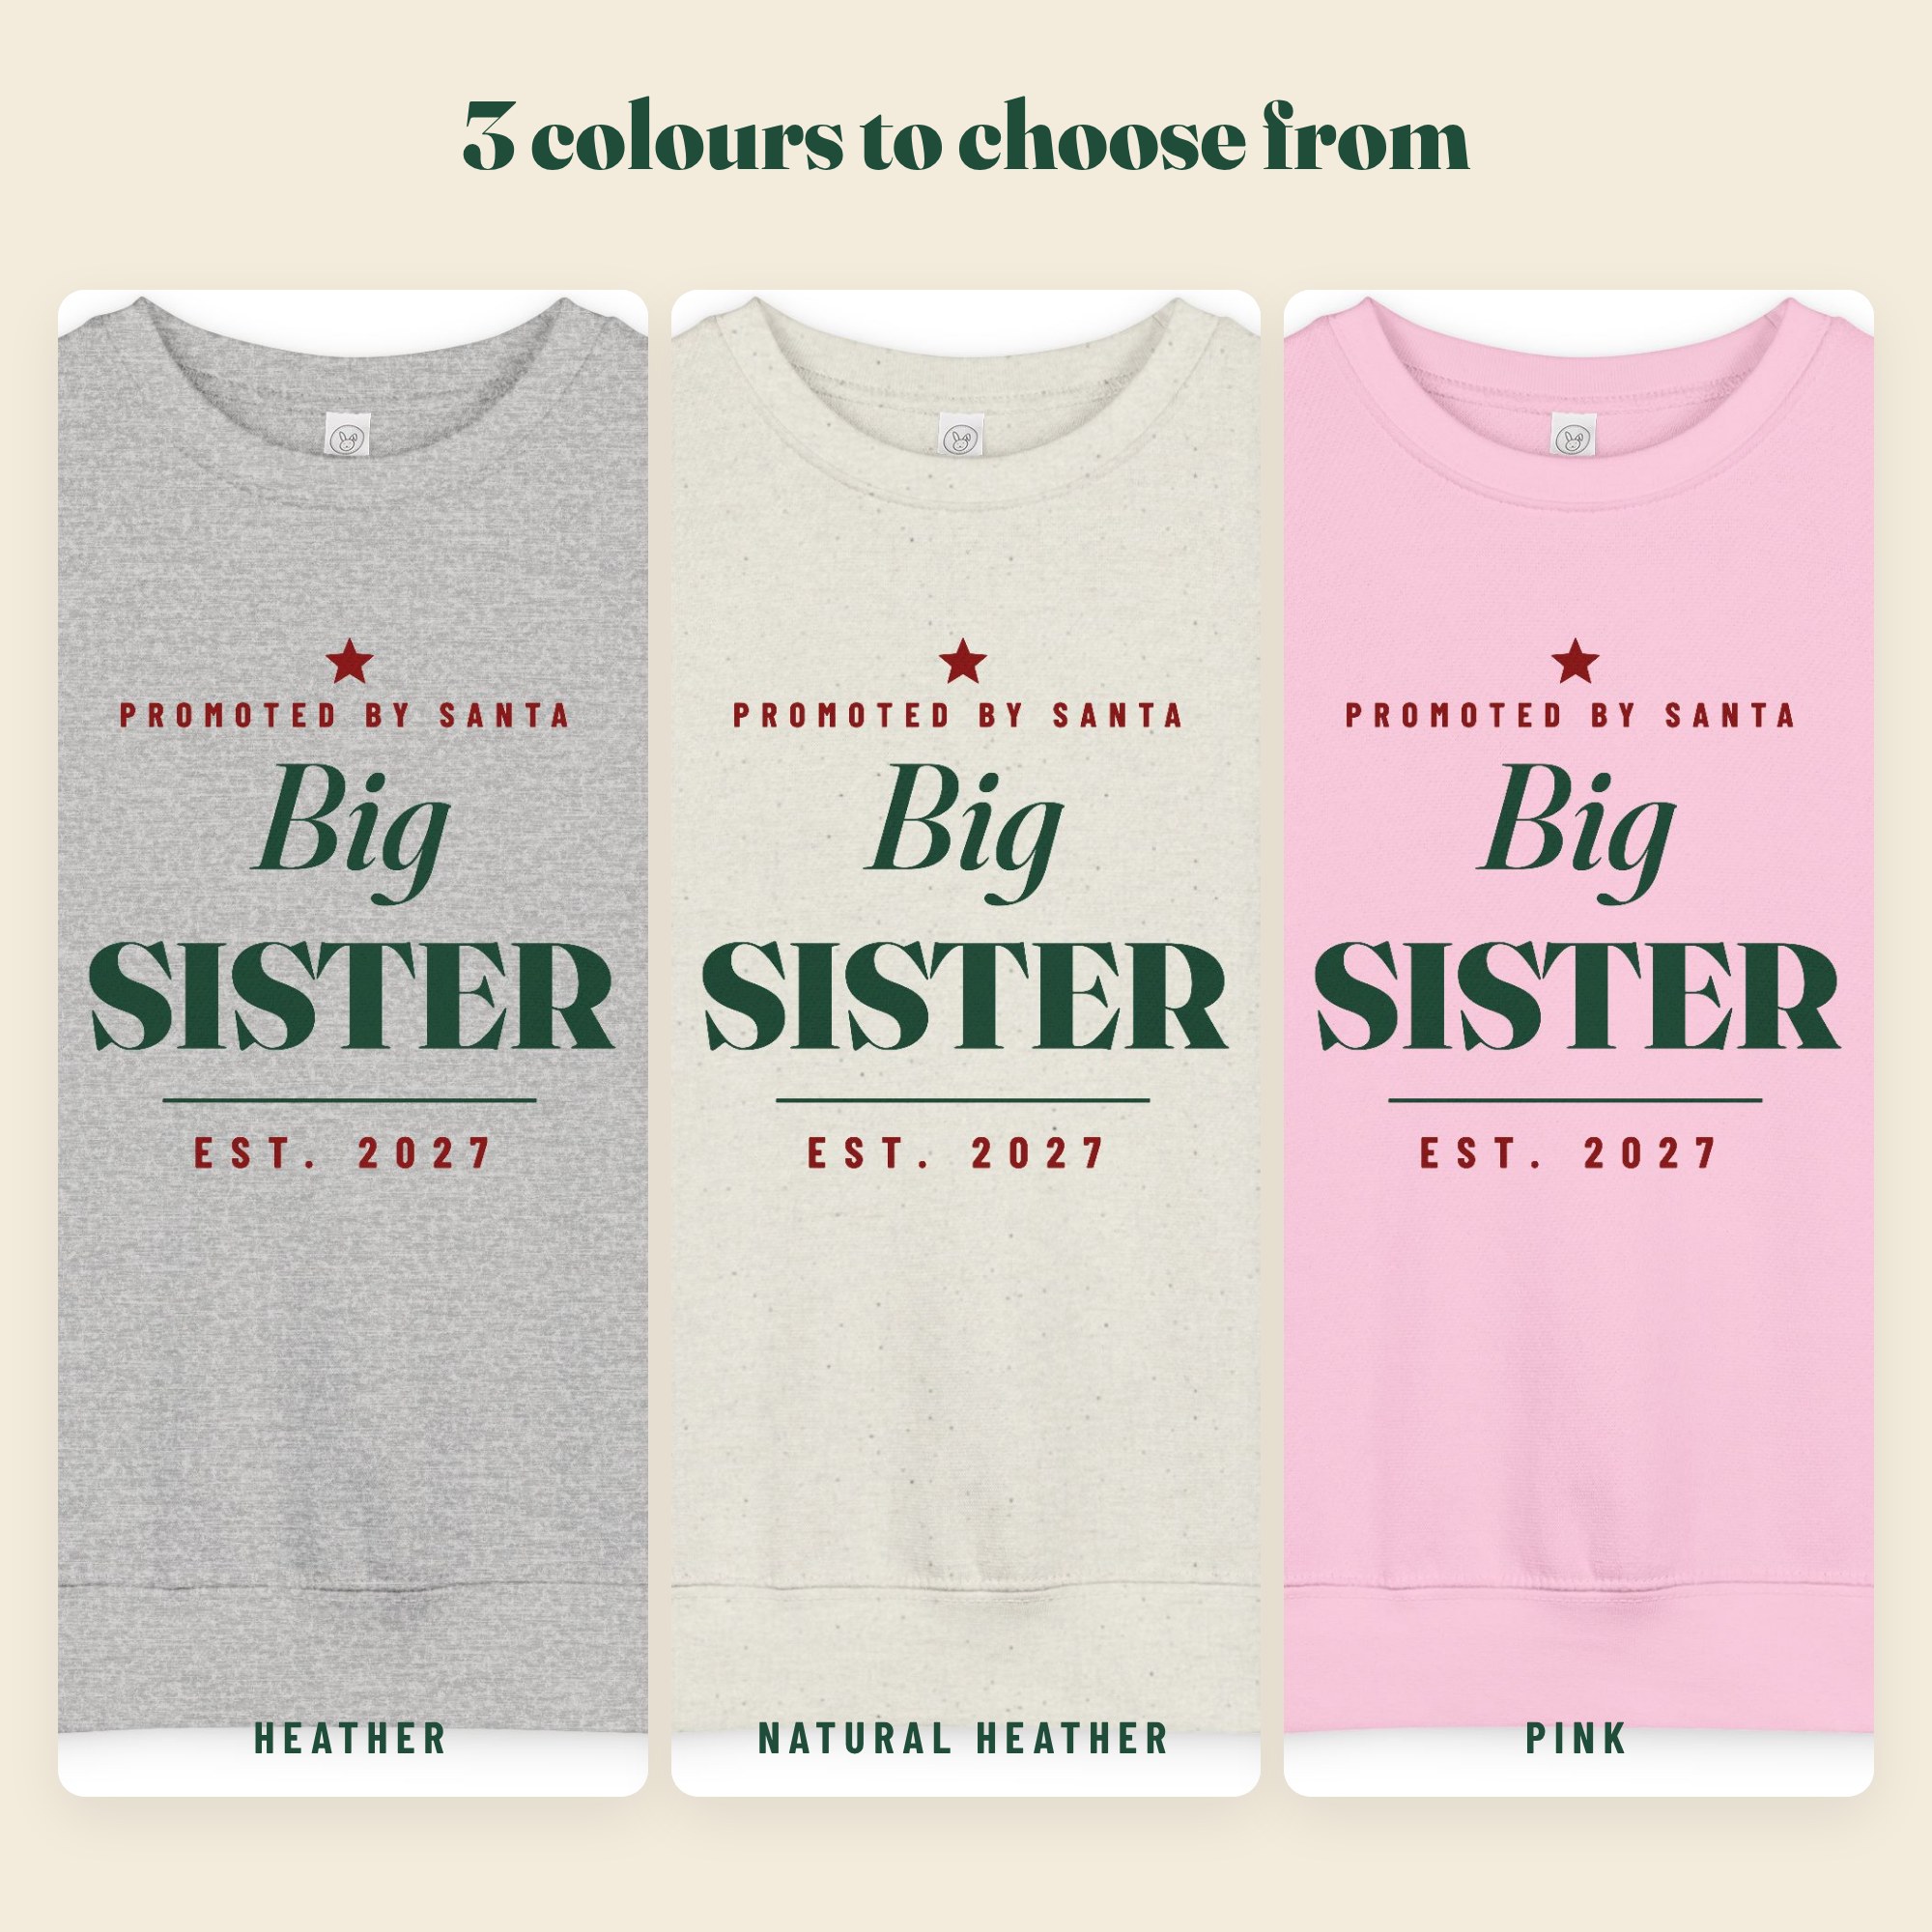 3 colours to choose from
PROMOTED BY SANTA
Big
SISTER
EST. 2027
HEATHER
PROMOTED BY SANTA
Big
SISTER
EST. 2027
NATURAL HEATHER
PROMOTED BY SANTA
Big
SISTER
EST. 2027
PINK